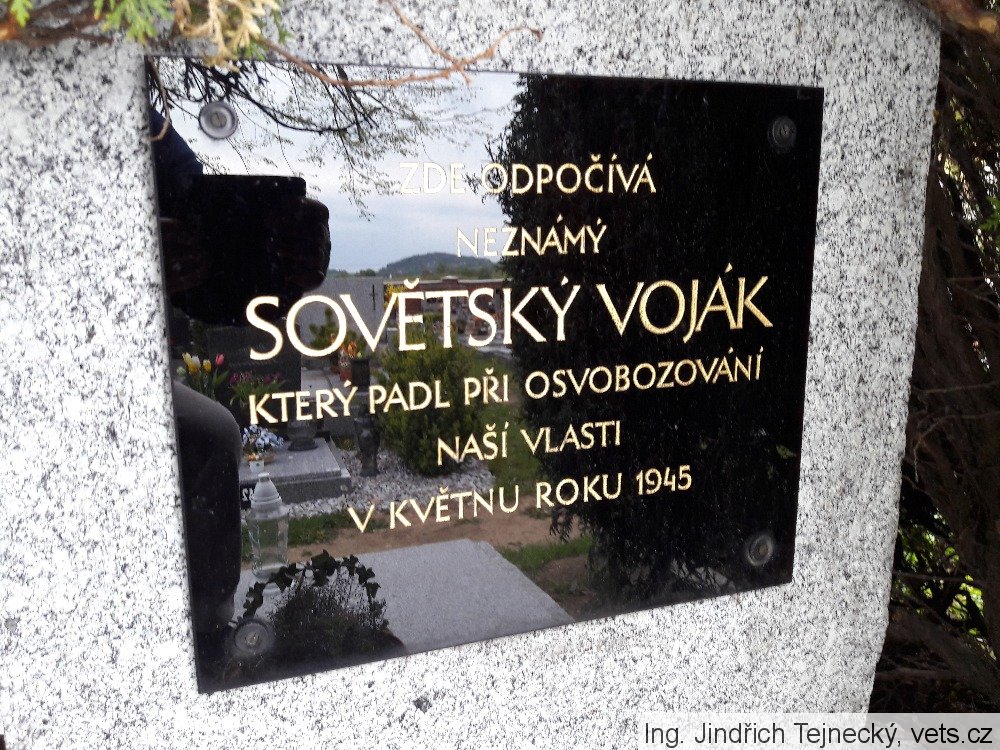 ZDE ODPOČÍVÁ
NEZNÁMÝ
SOVĚTSKÝ VOJÁK
KTERÝ PADL PŘI OSVOBOZOVÁNÍ
NAŠÍ VLASTI
V KVĚTNU ROKU 1945
Ing. Jindřich Tejnecký, vets.cz